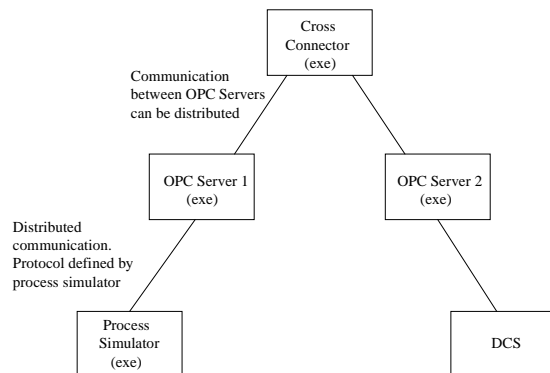 Cross
Connector
(exe)
Communication
between OPC Servers
can be distributed
OPC Server 1
(exe)
OPC Server 2
(exe)
Distributed
communication.
Protocol defined by
process simulator
Process
Simulator
(exe)
DCS